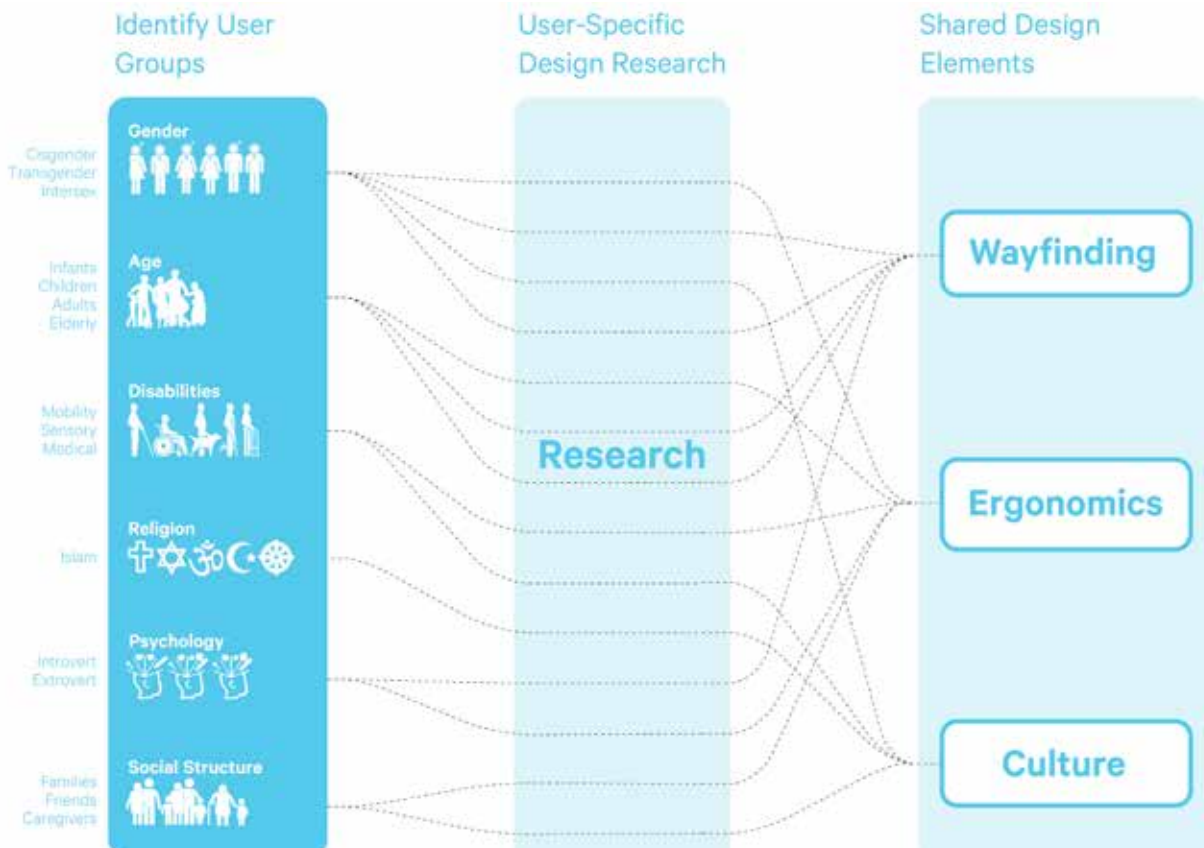 Identify User
Groups
User-Specific
Design Research
Shared Design
Elements
Gender
Cisgender
Transgender
Intersex
Age
Infants
Children
Adults
Elderly
Disabilities
Mobility
Sensory
Medical
Religion
Islam
Psychology
Introvert
Extrovert
Social Structure
Families
Friends
Caregivers
Research
Wayfinding
Ergonomics
Culture